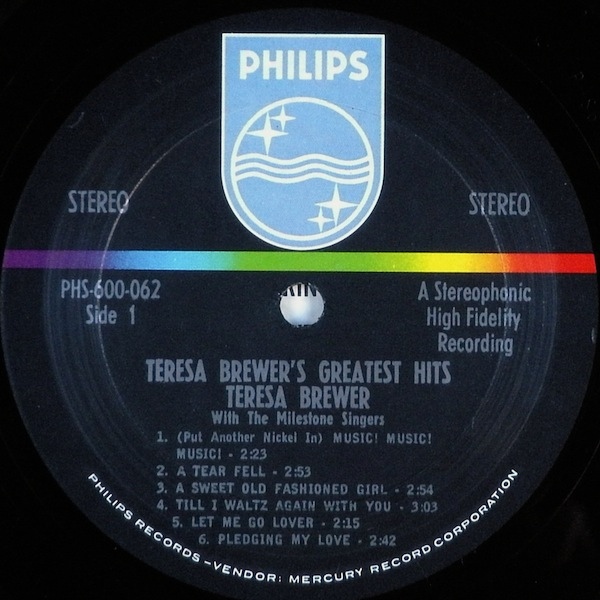 PHILIPS
STEREO
STEREO
PHS-600-062
Side 1
A Stereophonic
High Fidelity
Recording
TERESA BREWER'S GREATEST HITS
TERESA BREWER
With The Milestone Singers
1. (Put Another Nickel In) MUSIC! MUSIC!
MUSIC! - 2:23
2. A TEAR FELL - 2:53
3. A SWEET OLD FASHIONED GIRL - 2:54
4. TILL I WALTZ AGAIN WITH YOU - 3:03
5. LET ME GO LOVER - 2:15
6. PLEDGING MY LOVE - 2:42
PHILIPS RECORDS - VENDOR: MERCURY RECORD CORPORATION